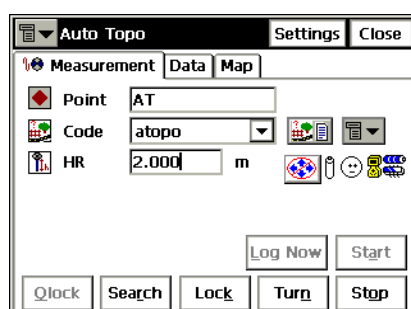 Auto Topo Settings Close
Measurement Data Map
Point AT
Code atopo
HR 2.000 m
Log Now Start
Qlock Search Lock Turn Stop